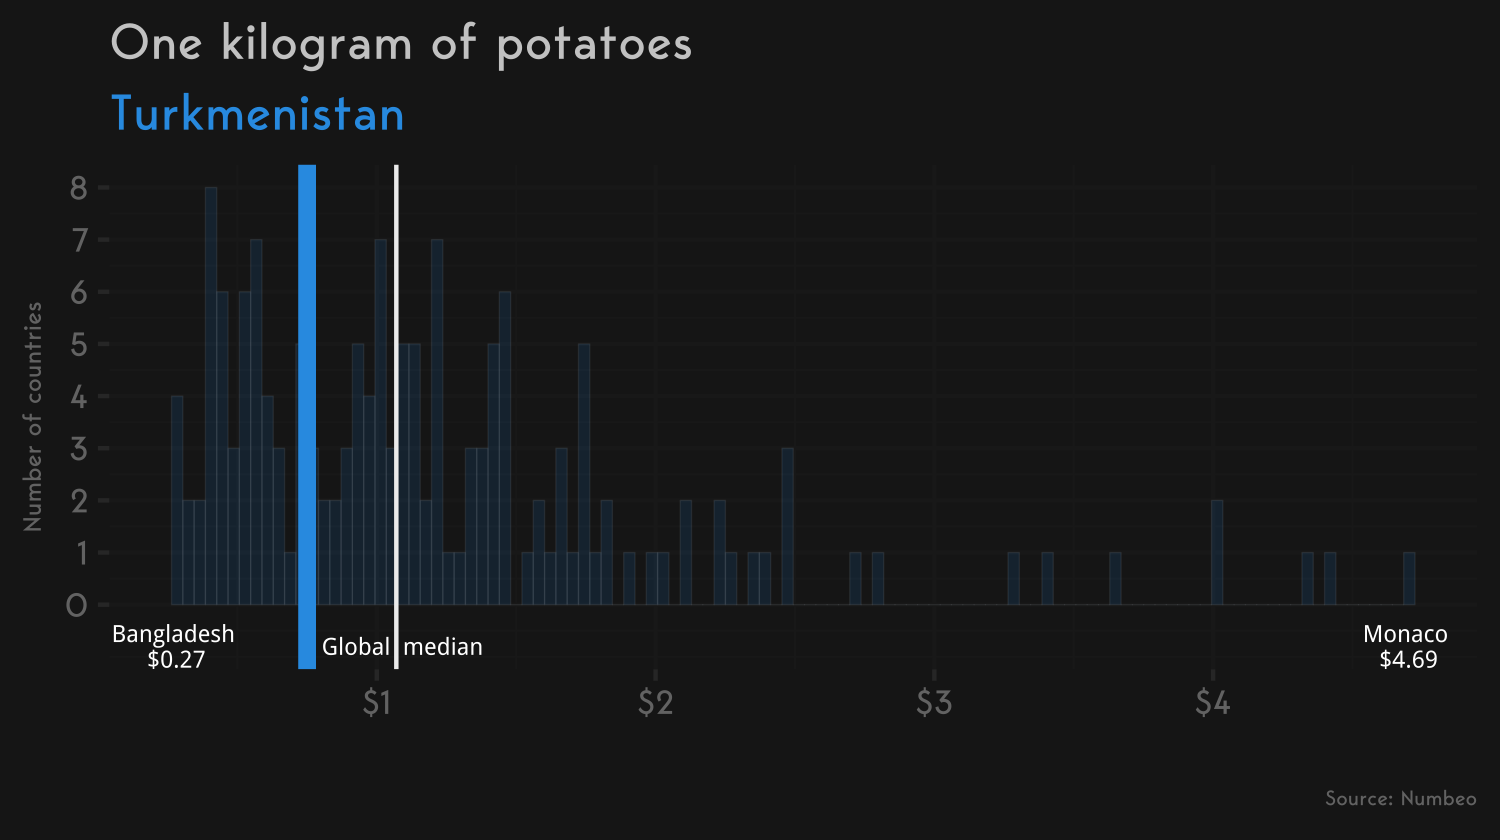 One kilogram of potatoes
Turkmenistan
Number of countries
8
7
6
5
4
3
2
1
0
Bangladesh
$0.27
Global median
Monaco
$4.69
$1
$2
$3
$4
Source: Numbeo